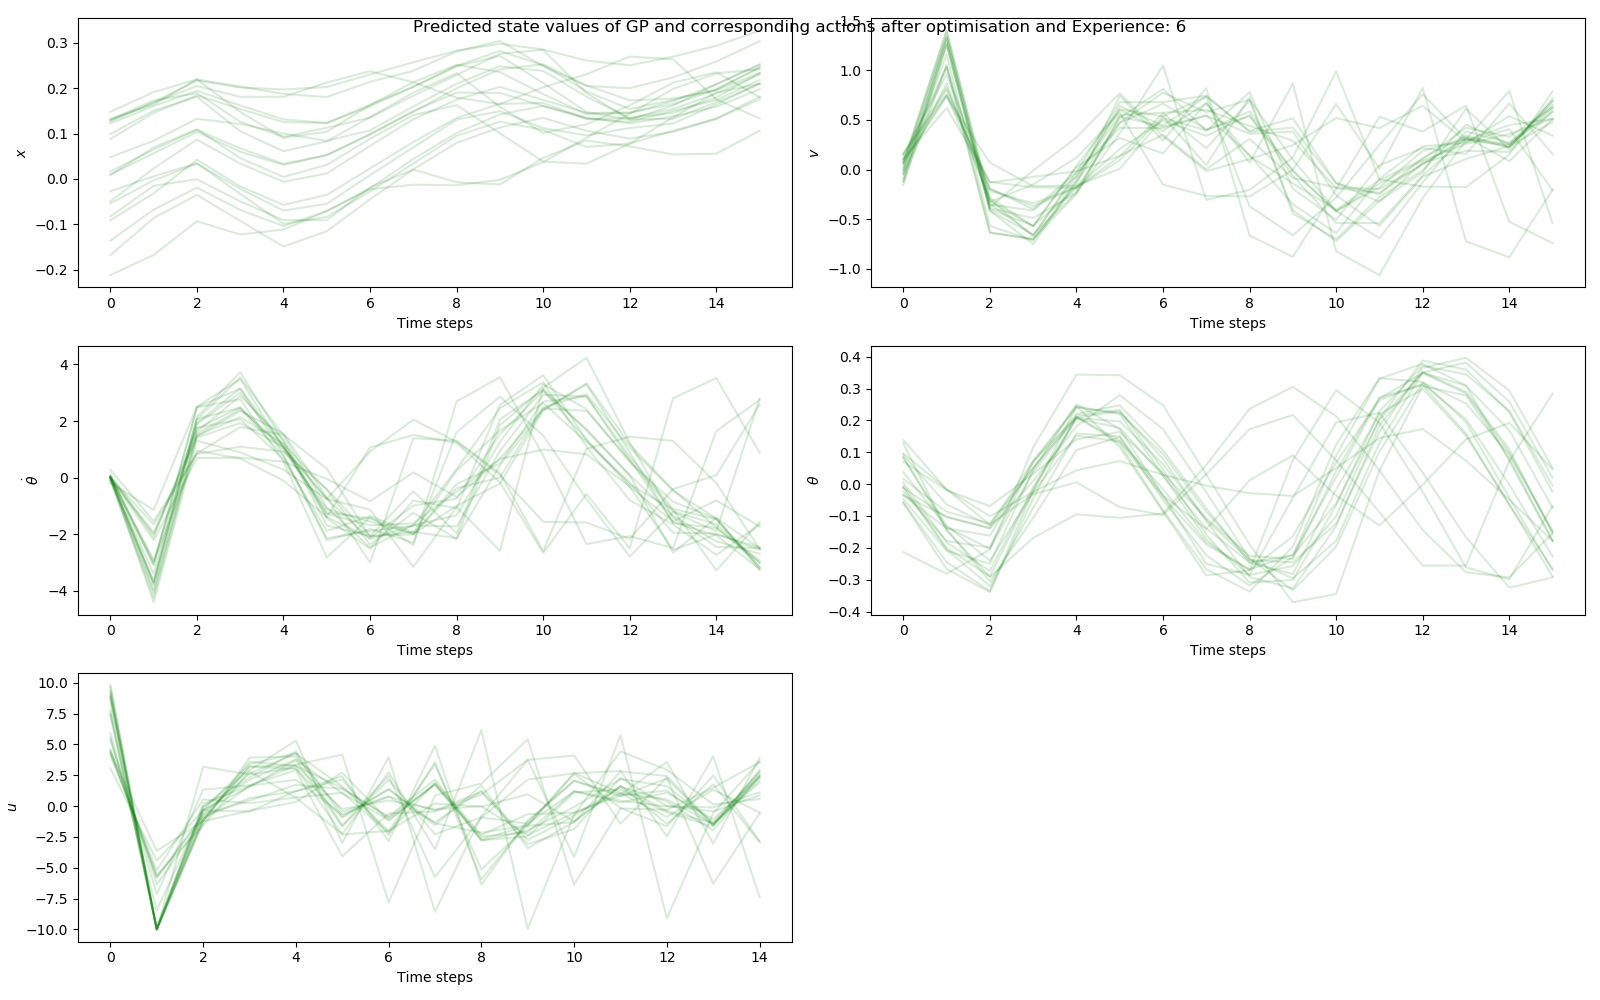 Predicted state values of GP and corresponding actions after optimisation and Experience: 6
0.3
0.2
0.1
0.0
−0.1
−0.2
x
0 2 4 6 8 10 12 14
Time steps
1.5
1.0
0.5
0.0
−0.5
−1.0
v
0 2 4 6 8 10 12 14
Time steps
4
2
0
−2
−4
θ̇
0 2 4 6 8 10 12 14
Time steps
0.4
0.3
0.2
0.1
0.0
−0.1
−0.2
−0.3
−0.4
θ
0 2 4 6 8 10 12 14
Time steps
10.0
7.5
5.0
2.5
0.0
−2.5
−5.0
−7.5
−10.0
u
0 2 4 6 8 10 12 14
Time steps